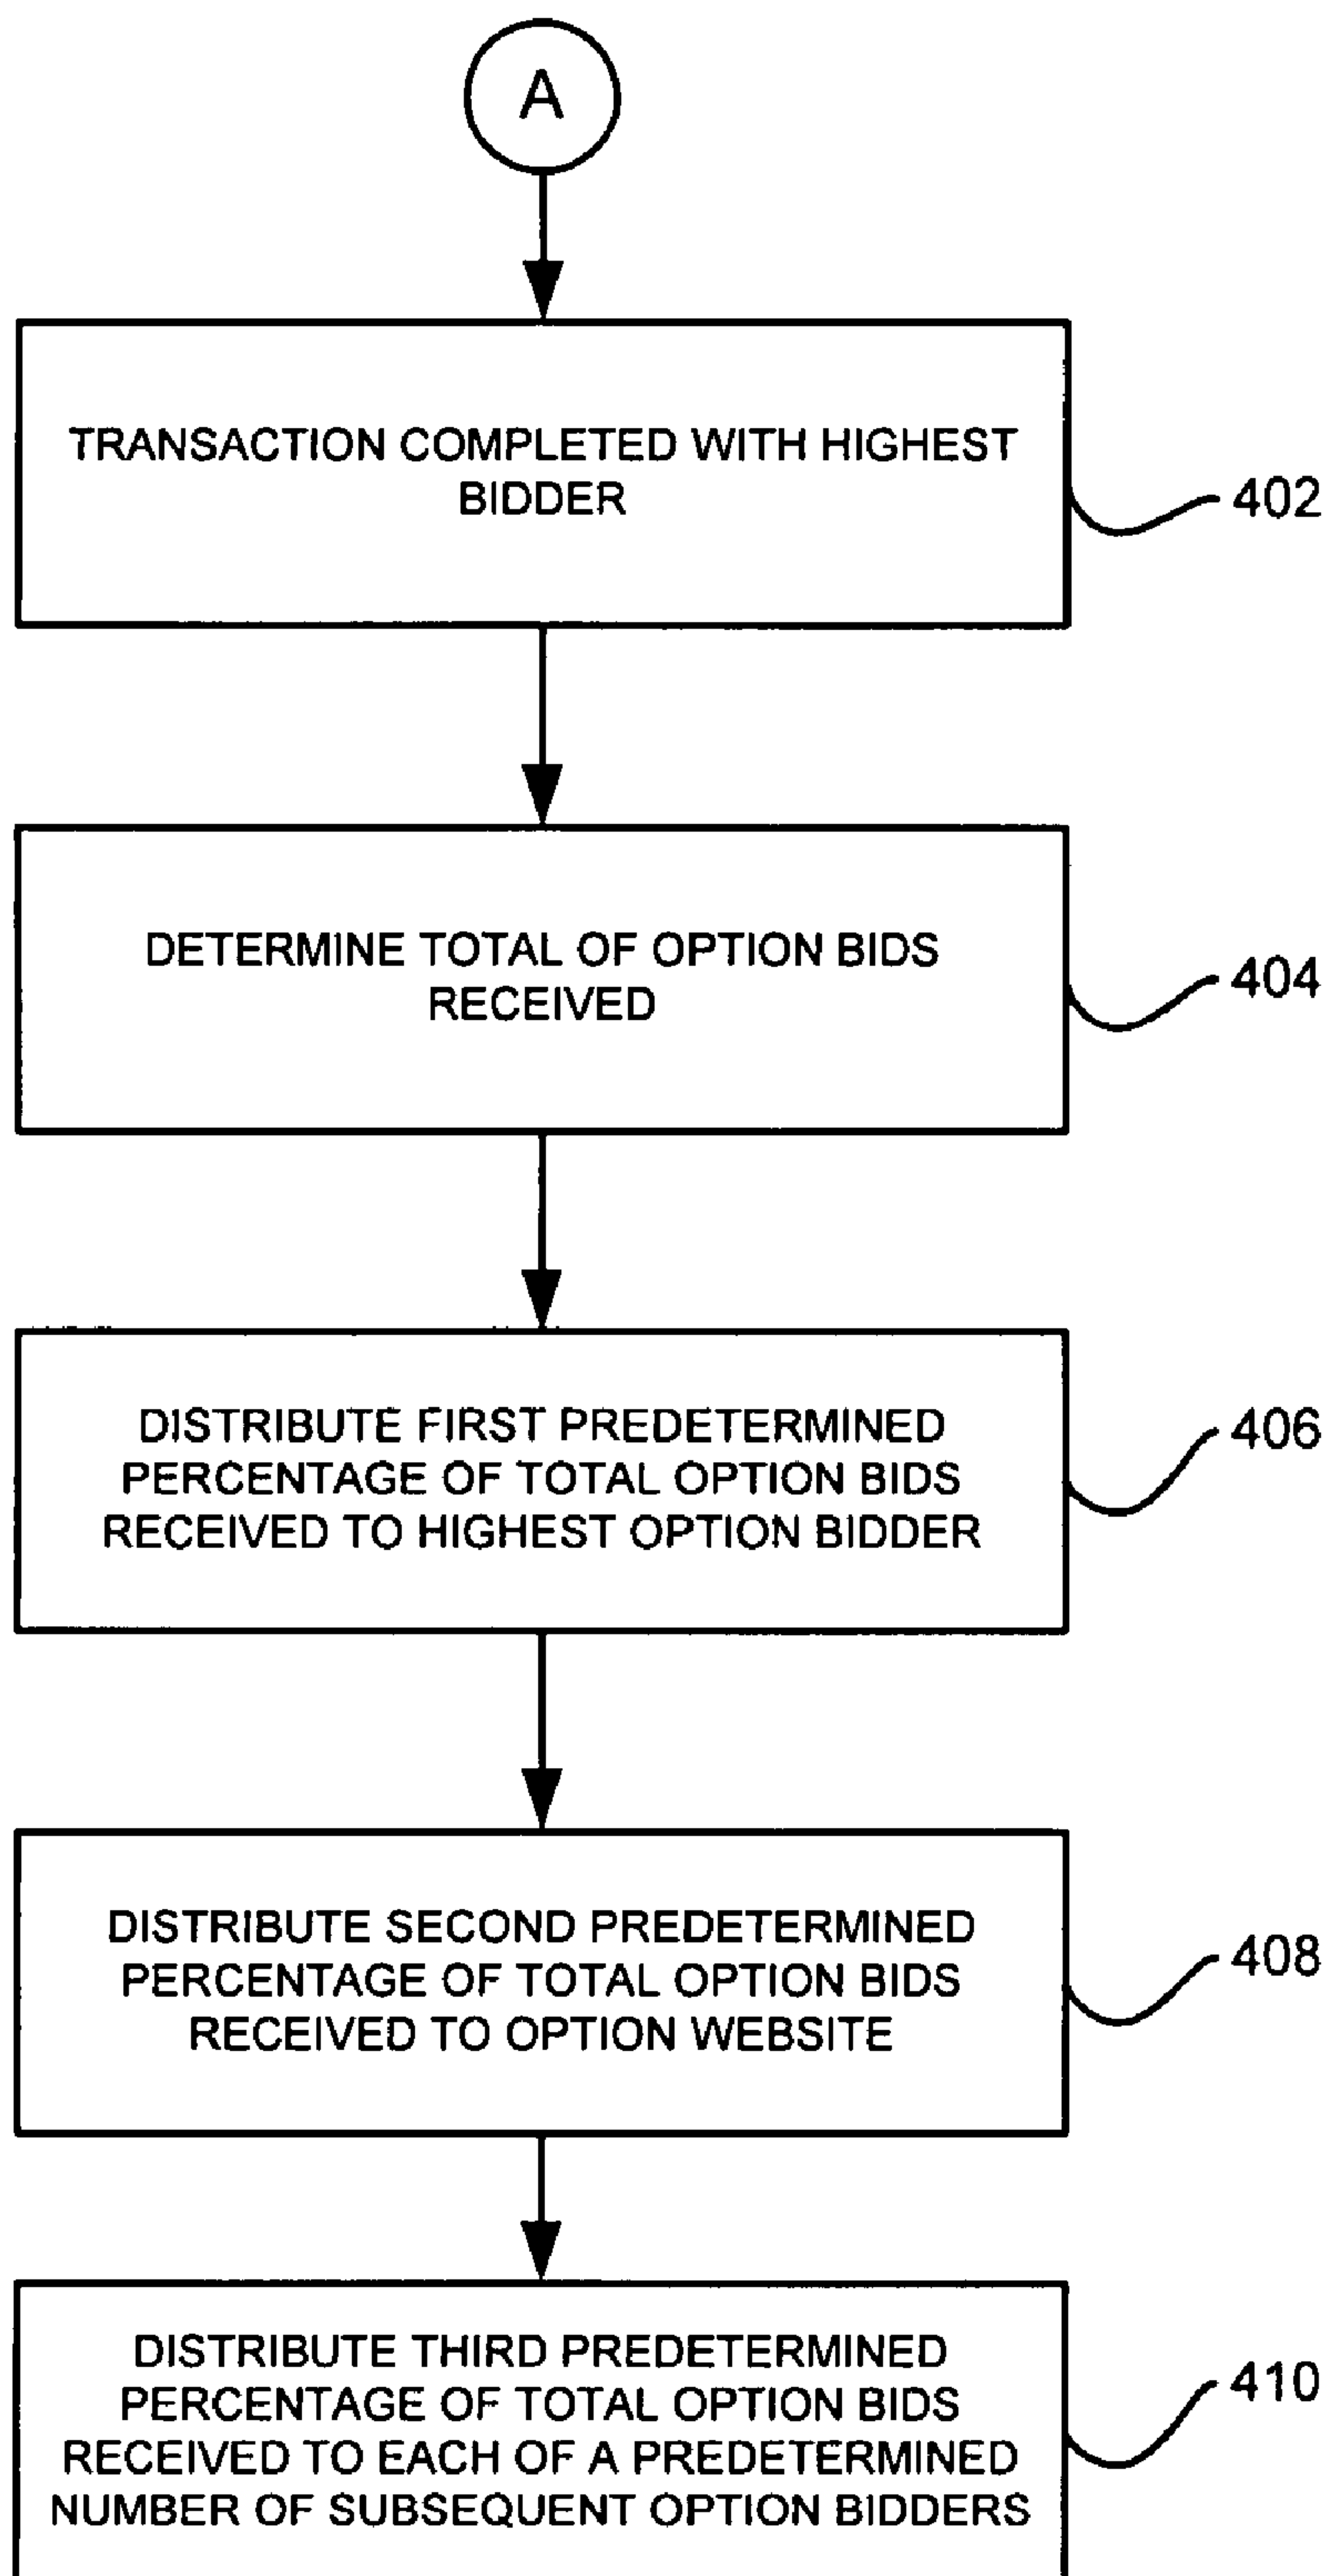 A
TRANSACTION COMPLETED WITH HIGHEST
BIDDER
402
DETERMINE TOTAL OF OPTION BIDS
RECEIVED
404
DISTRIBUTE FIRST PREDETERMINED
PERCENTAGE OF TOTAL OPTION BIDS
RECEIVED TO HIGHEST OPTION BIDDER
406
DISTRIBUTE SECOND PREDETERMINED
PERCENTAGE OF TOTAL OPTION BIDS
RECEIVED TO OPTION WEBSITE
408
DISTRIBUTE THIRD PREDETERMINED
PERCENTAGE OF TOTAL OPTION BIDS
RECEIVED TO EACH OF A PREDETERMINED
NUMBER OF SUBSEQUENT OPTION BIDDERS
410